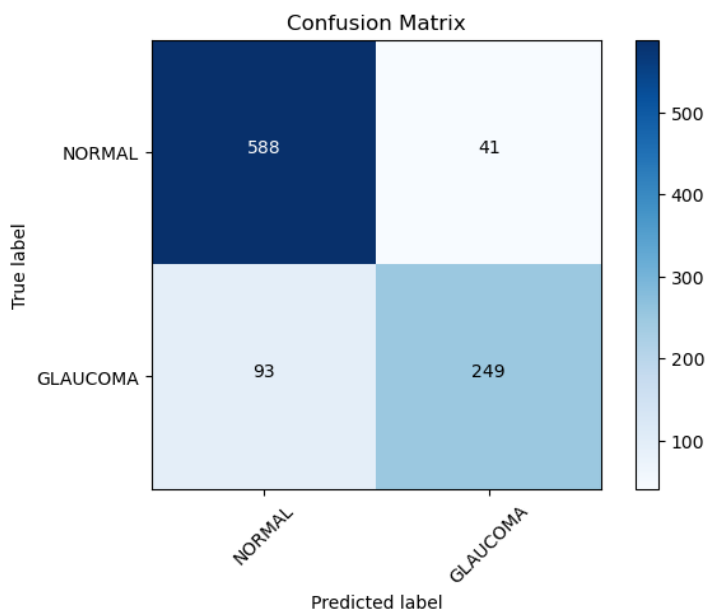 Confusion Matrix
NORMAL
588
41
GLAUCOMA
93
249
True label
NORMAL
GLAUCOMA
Predicted label
500
400
300
200
100